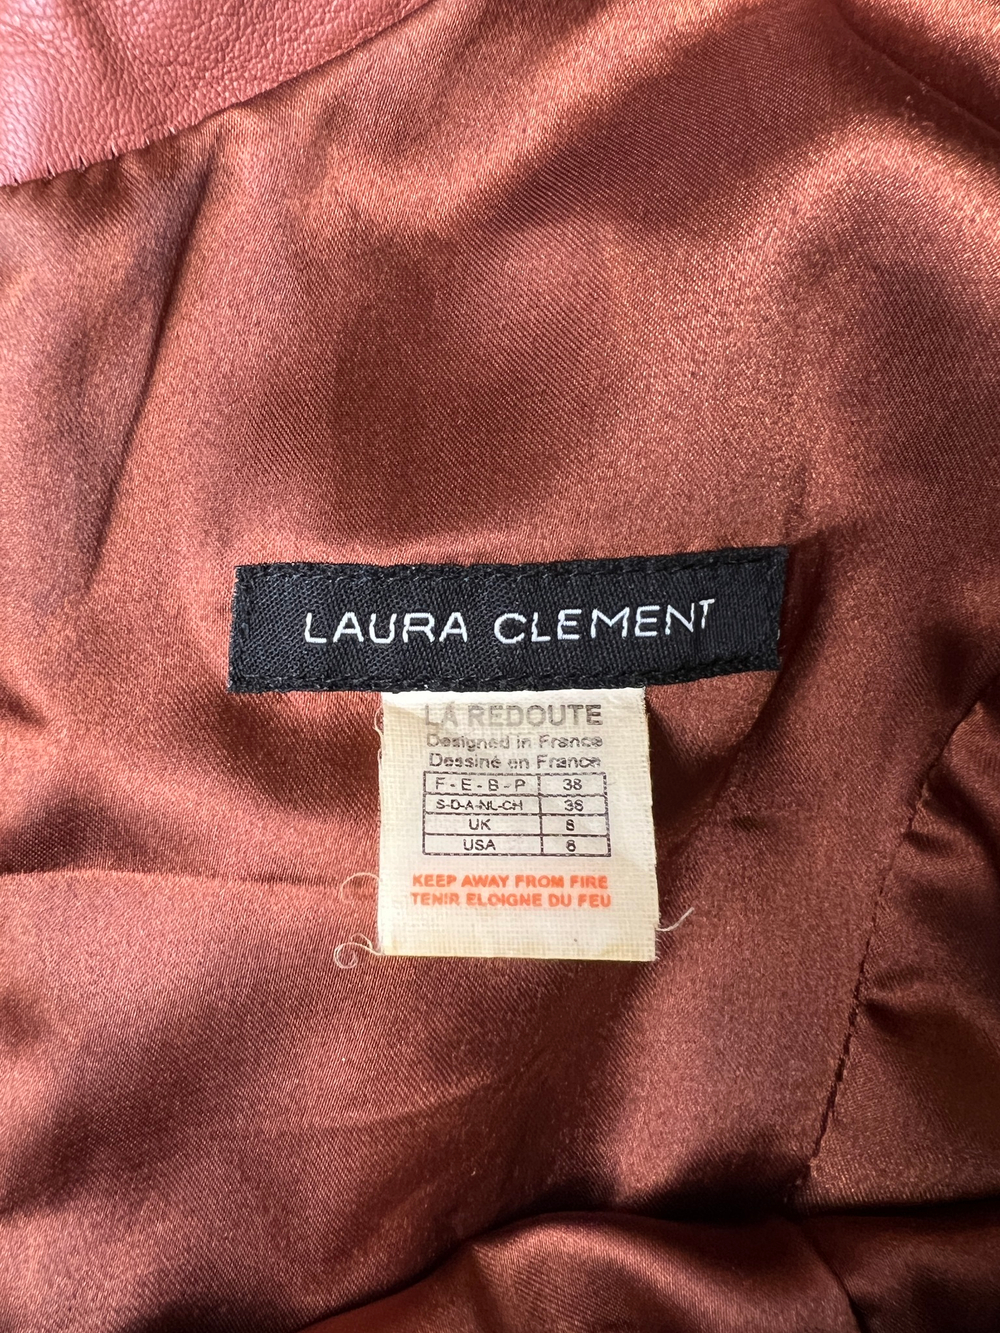 LAURA CLEMENT
LA REDOUTE
Designed in France
Dessiné en France
F - E - B - P 38
S-D-A-NL-CH 36
UK 8
USA 8
KEEP AWAY FROM FIRE
TENIR ELOIGNE DU FEU